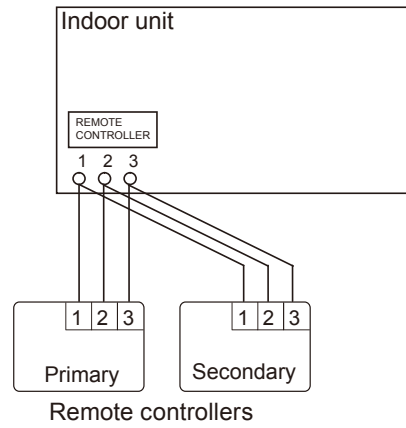 Indoor unit
REMOTE
CONTROLLER
1 2 3
1 2 3 1 2 3
Primary Secondary
Remote controllers